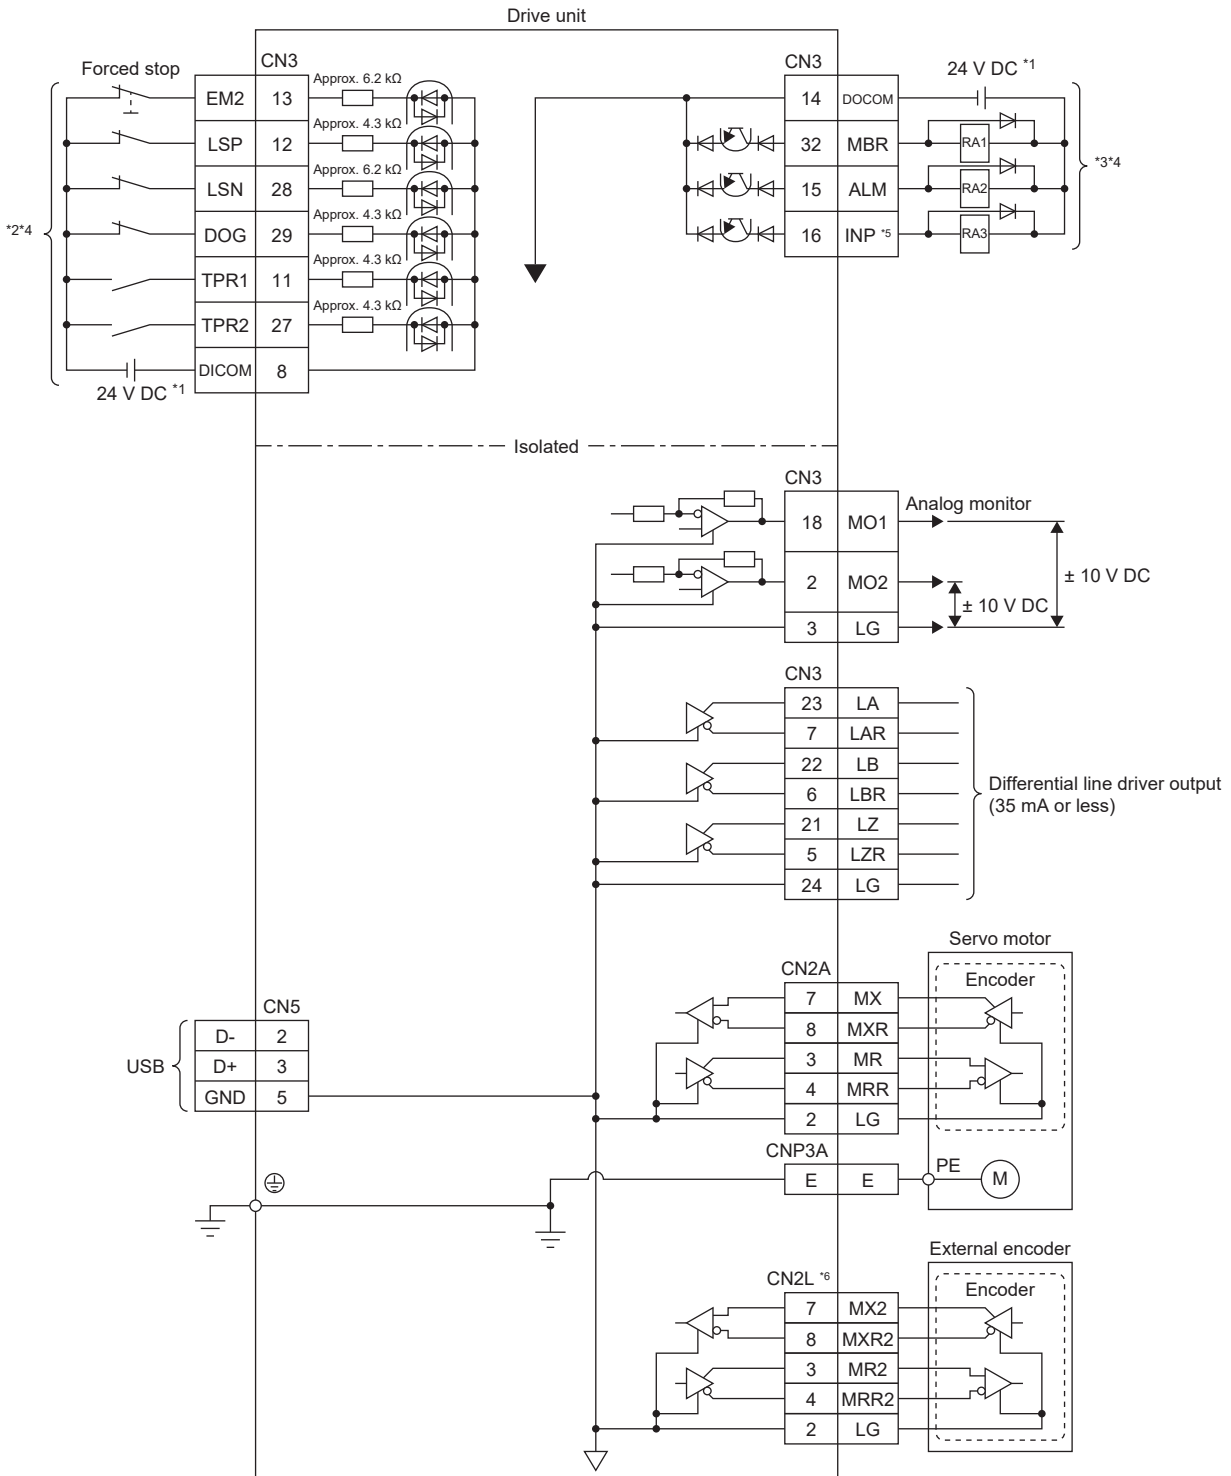 Drive unit
CN3
Forced stop
EM2 13 Approx. 6.2 kΩ
LSP 12 Approx. 4.3 kΩ
LSN 28 Approx. 6.2 kΩ
DOG 29 Approx. 4.3 kΩ
TPR1 11 Approx. 4.3 kΩ
TPR2 27 Approx. 4.3 kΩ
DICOM 8
24 V DC *1
*2*4
CN3
24 V DC *1
14 DOCOM
32 MBR RA1
15 ALM RA2
16 INP *5 RA3
*3*4
Isolated
CN3
18 MO1 Analog monitor
2 MO2
3 LG
± 10 V DC
± 10 V DC
CN3
23 LA
7 LAR
22 LB
6 LBR
21 LZ
5 LZR
24 LG
Differential line driver output
(35 mA or less)
Servo motor
Encoder
CN2A
7 MX
8 MXR
3 MR
4 MRR
2 LG
CN5
D- 2
D+ 3
GND 5
USB
CNP3A
E E
PE
M
External encoder
Encoder
CN2L *6
7 MX2
8 MXR2
3 MR2
4 MRR2
2 LG